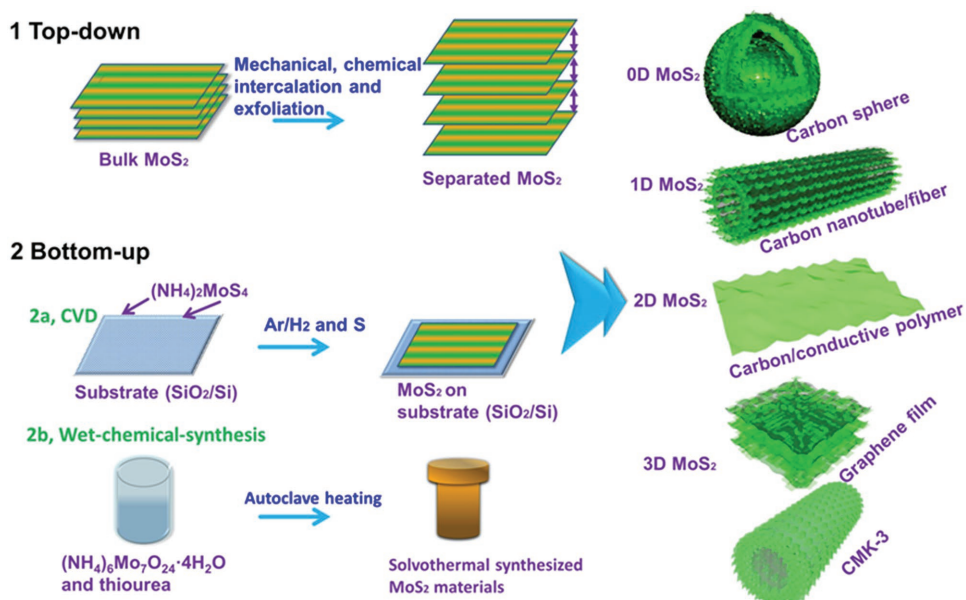 1 Top-down
Mechanical, chemical
intercalation and
exfoliation
Bulk MoS₂
Separated MoS₂
2 Bottom-up
(NH₄)₂MoS₄
2a, CVD
Ar/H₂ and S
Substrate (SiO₂/Si)
MoS₂ on
substrate (SiO₂/Si)
2b, Wet-chemical-synthesis
Autoclave heating
(NH₄)₆Mo₇O₂₄·4H₂O
and thiourea
Solvothermal synthesized
MoS₂ materials
0D MoS₂
Carbon sphere
1D MoS₂
Carbon nanotube/fiber
2D MoS₂
Carbon/conductive polymer
3D MoS₂
Graphene film
CMK-3